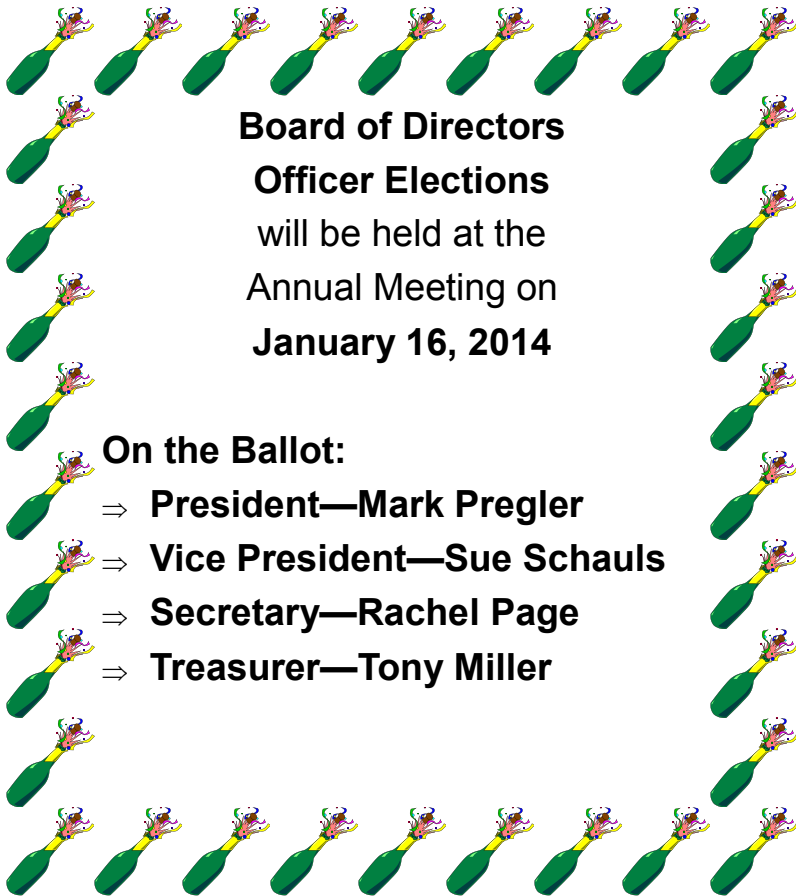 Board of Directors
Officer Elections
will be held at the
Annual Meeting on
January 16, 2014
On the Ballot:
⇒ President—Mark Pregler
⇒ Vice President—Sue Schauls
⇒ Secretary—Rachel Page
⇒ Treasurer—Tony Miller